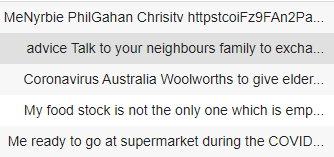 MeNyrbie PhilGahan Chrisitv httpstcoiFz9FAn2Pa...
advice Talk to your neighbours family to excha...
Coronavirus Australia Woolworths to give elder...
My food stock is not the only one which is emp...
Me ready to go at supermarket during the COVID...